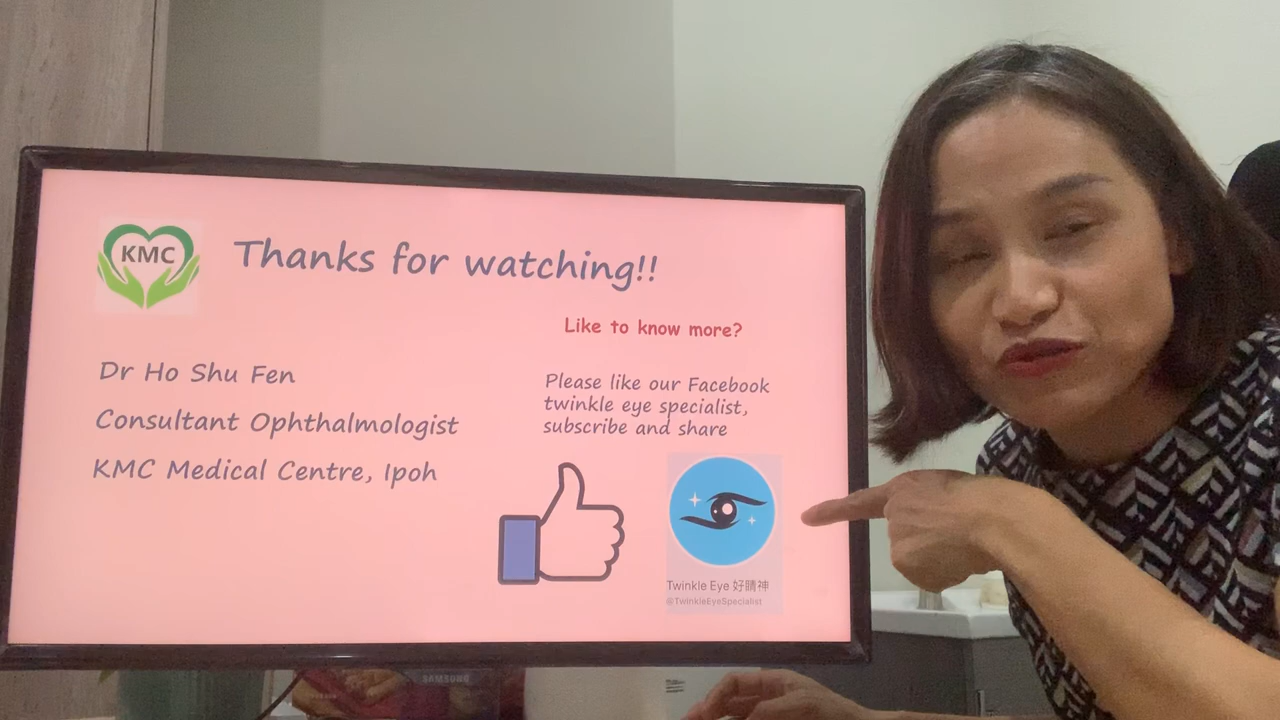 KMC
Thanks for watching!!
Like to know more?
Dr Ho Shu Fen
Consultant Ophthalmologist
KMC Medical Centre, Ipoh
Please like our Facebook
twinkle eye specialist,
subscribe and share
Twinkle Eye 好睛神
@TwinkleEyeSpecialist
SAMSUNG